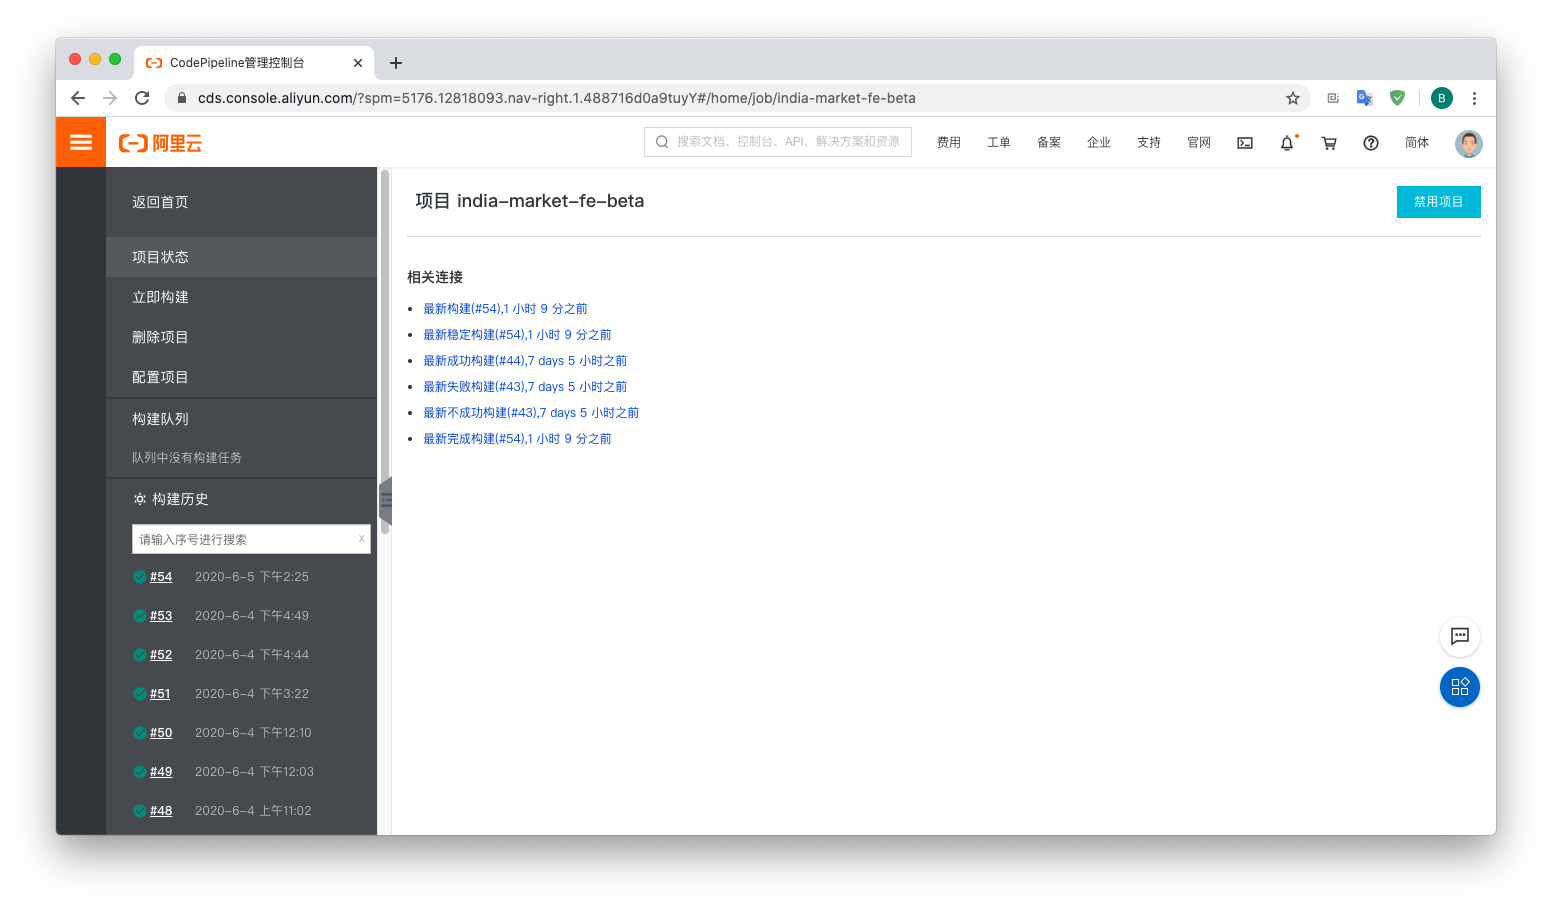 CodePipeline管理控制台
cds.console.aliyun.com/?spm=5176.12818093.nav-right.1.488716d0a9tuyY#/home/job/india-market-fe-beta
B
阿里云
搜索文档、控制台、API、解决方案和资源
费用
工单
备案
企业
支持
官网
简体
返回首页
项目状态
立即构建
删除项目
配置项目
构建队列
队列中没有构建任务
构建历史
请输入序号进行搜索 x
#54 2020-6-5 下午2:25
#53 2020-6-4 下午4:49
#52 2020-6-4 下午4:44
#51 2020-6-4 下午3:22
#50 2020-6-4 下午12:10
#49 2020-6-4 下午12:03
#48 2020-6-4 上午11:02
项目 india-market-fe-beta
禁用项目
相关连接
最新构建(#54),1 小时 9 分之前
最新稳定构建(#54),1 小时 9 分之前
最新成功构建(#44),7 days 5 小时之前
最新失败构建(#43),7 days 5 小时之前
最新不成功构建(#43),7 days 5 小时之前
最新完成构建(#54),1 小时 9 分之前